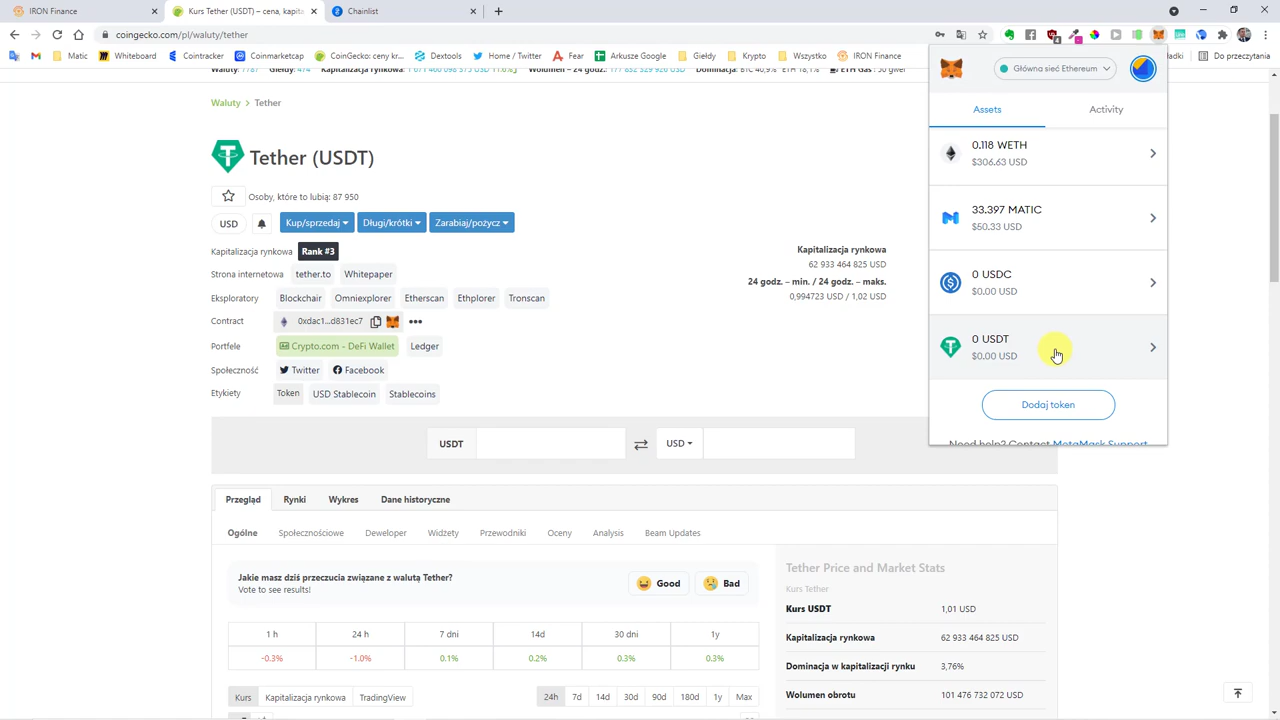 IRON Finance
Kurs Tether (USDT) – cena, kapita
Chainlist
coingecko.com/pl/waluty/tether
Matic
Whiteboard
Cointracker
Coinmarketcap
CoinGecko: ceny kr...
Dextools
Home / Twitter
Fear
Arkusze Google
Giełdy
Krypto
Wszystko
IRON Finance
ładki
Do przeczytania
Waluty > Tether
Tether (USDT)
Osoby, które to lubią: 87 950
USD
Kup/sprzedaj
Długi/krótki
Zarabiaj/pożycz
Kapitalizacja rynkowa
Rank #3
Strona internetowa
tether.to
Whitepaper
Eksploratory
Blockchair
Omniexplorer
Etherscan
Ethplorer
Tronscan
Contract
0xdac1...d831ec7
Portfele
Crypto.com - DeFi Wallet
Ledger
Społeczność
Twitter
Facebook
Etykiety
Token
USD Stablecoin
Stablecoins
Kapitalizacja rynkowa
62 933 464 825 USD
24 godz. – min. / 24 godz. – maks.
0,994723 USD / 1,02 USD
Główna sieć Ethereum
Assets
Activity
0.118 WETH
$306.63 USD
33.397 MATIC
$50.33 USD
0 USDC
$0.00 USD
0 USDT
$0.00 USD
Dodaj token
Need help? Contact MetaMask Support
USDT
USD
Przegląd
Rynki
Wykres
Dane historyczne
Ogólne
Społecznościowe
Deweloper
Widżety
Przewodniki
Oceny
Analysis
Beam Updates
Jakie masz dziś przeczucia związane z walutą Tether?
Vote to see results!
Good
Bad
1 h
24 h
7 dni
14d
30 dni
1y
-0.3%
-1.0%
0.1%
0.2%
0.3%
0.3%
Kurs
Kapitalizacja rynkowa
TradingView
24h
7d
14d
30d
90d
180d
1y
Max
Tether Price and Market Stats
Kurs Tether
Kurs USDT
1,01 USD
Kapitalizacja rynkowa
62 933 464 825 USD
Dominacja w kapitalizacji rynku
3,76%
Wolumen obrotu
101 476 732 072 USD